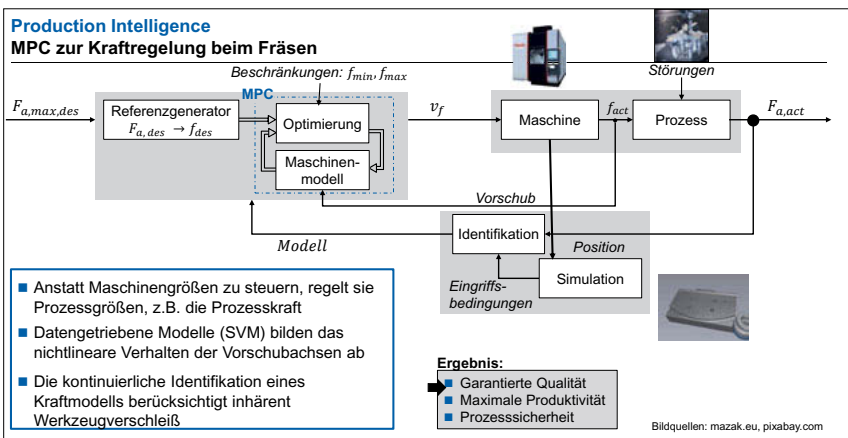 Production Intelligence
MPC zur Kraftregelung beim Fräsen
Beschränkungen: f_min, f_max
Störungen
MPC
F_a,max,des
Referenzgenerator
F_a,des → f_des
Optimierung
v_f
Maschine
f_act
Prozess
F_a,act
Maschinen-
modell
Vorschub
Modell
Identifikation
Position
Simulation
Eingriffs-
bedingungen
Anstatt Maschinengrößen zu steuern, regelt sie
Prozessgrößen, z.B. die Prozesskraft
Datengetriebene Modelle (SVM) bilden das
nichtlineare Verhalten der Vorschubachsen ab
Die kontinuierliche Identifikation eines
Kraftmodells berücksichtigt inhärent
Werkzeugverschleiß
Ergebnis:
Garantierte Qualität
Maximale Produktivität
Prozesssicherheit
Bildquellen: mazak.eu, pixabay.com